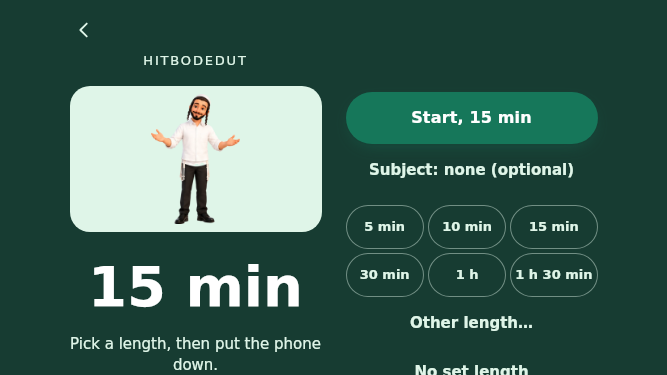 HITBODEDUT
15 min
Pick a length, then put the phone
down.
Start, 15 min
Subject: none (optional)
5 min
10 min
15 min
30 min
1 h
1 h 30 min
Other length...
No set length